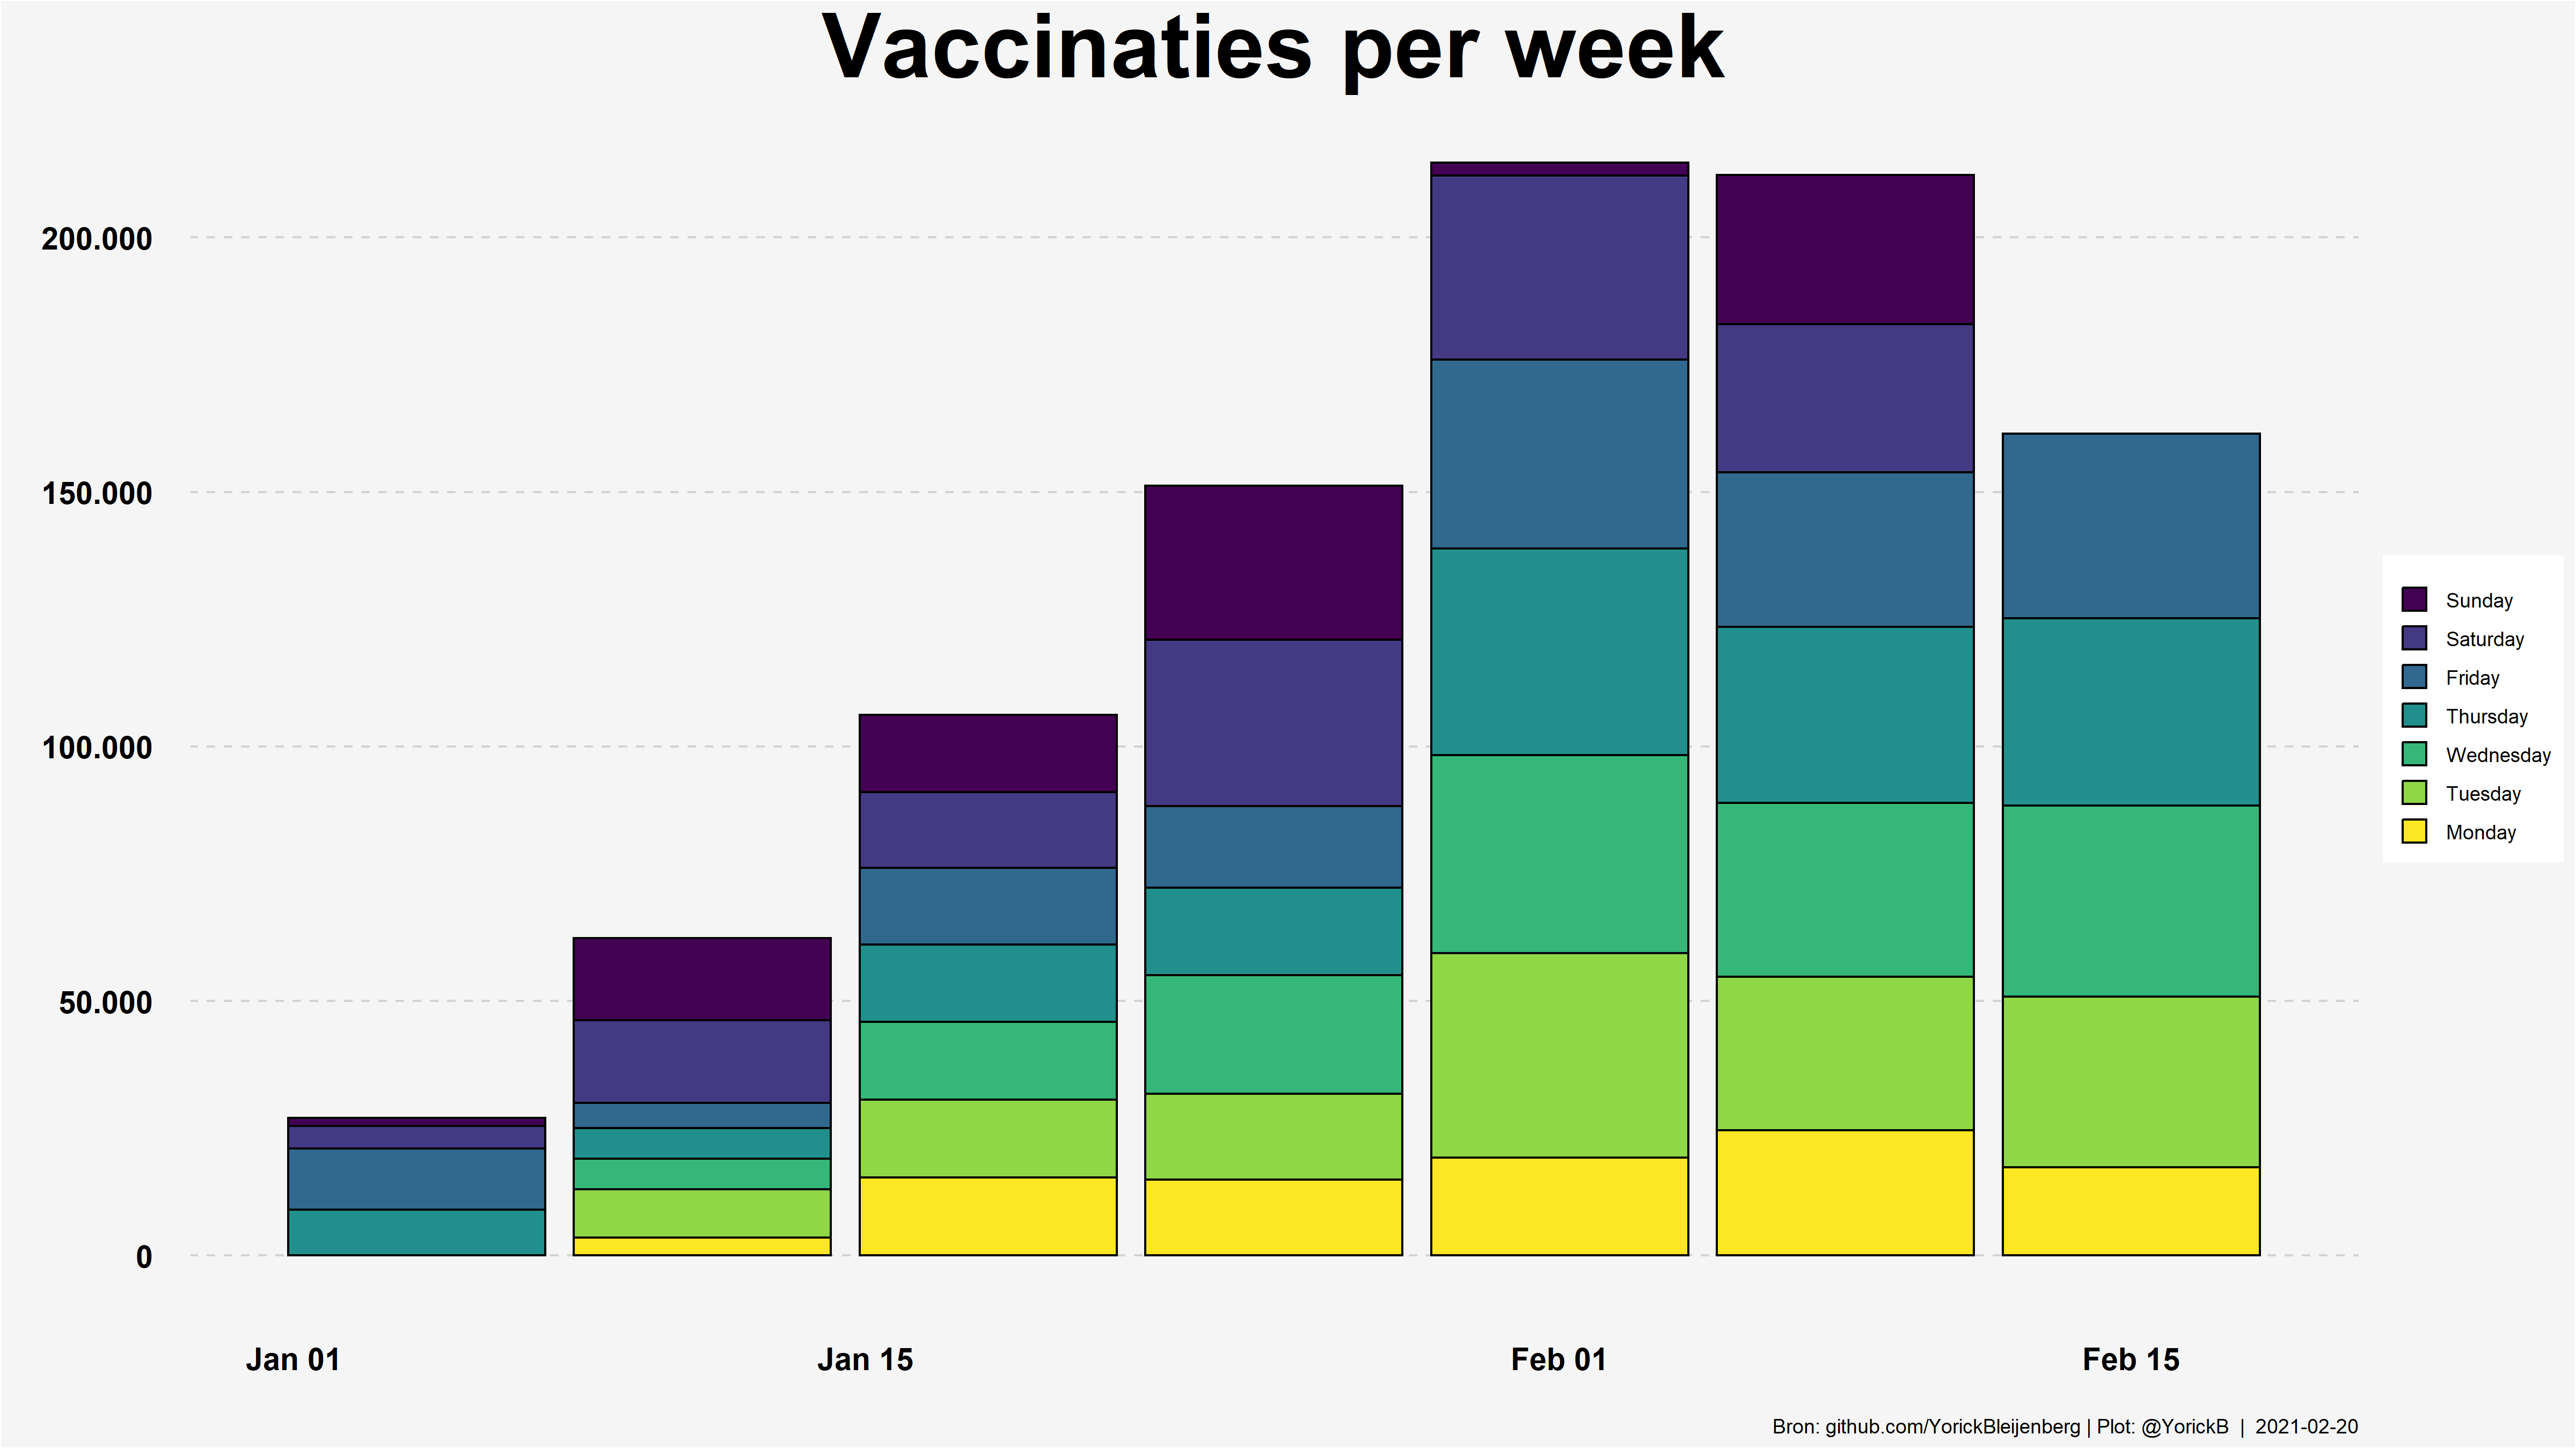 Vaccinaties per week
200.000
150.000
100.000
50.000
0
Jan 01
Jan 15
Feb 01
Feb 15
Sunday
Saturday
Friday
Thursday
Wednesday
Tuesday
Monday
Bron: github.com/YorickBleijenberg | Plot: @YorickB | 2021-02-20